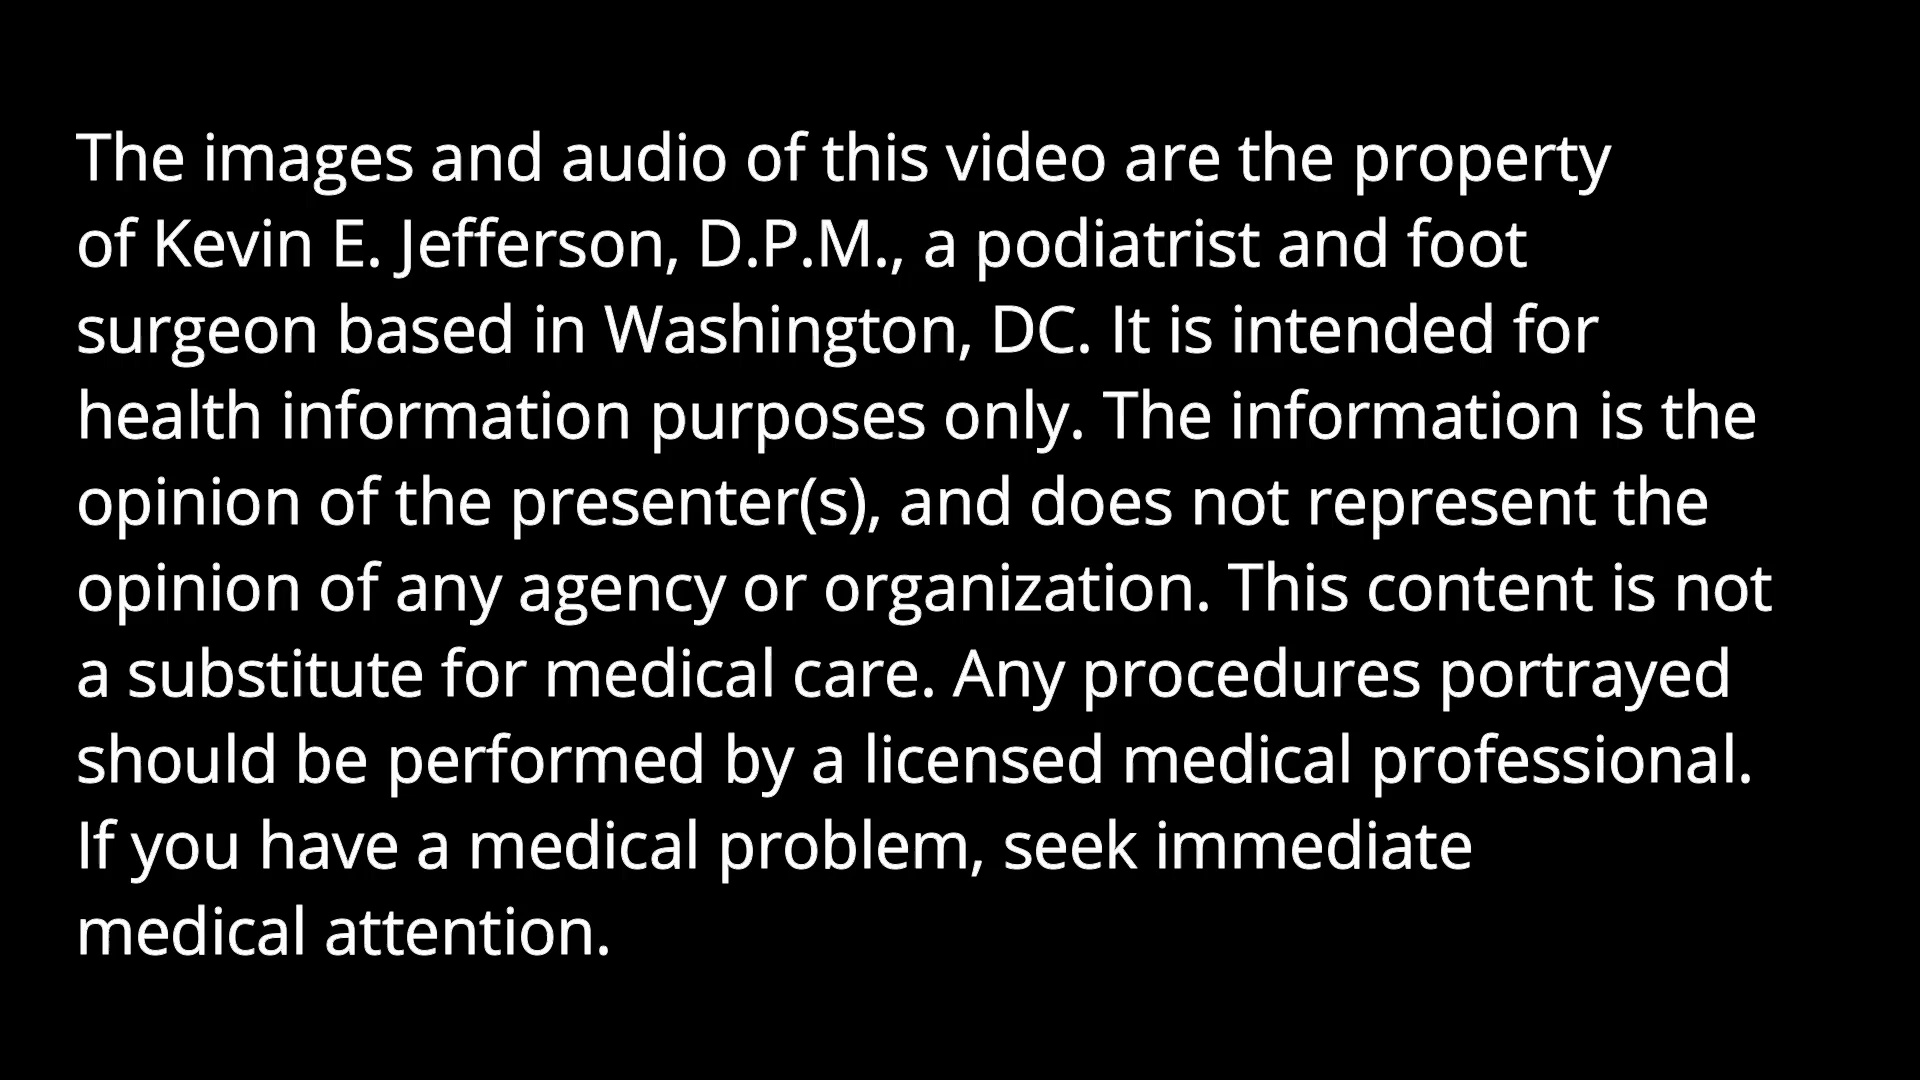 The images and audio of this video are the property
of Kevin E. Jefferson, D.P.M., a podiatrist and foot
surgeon based in Washington, DC. It is intended for
health information purposes only. The information is the
opinion of the presenter(s), and does not represent the
opinion of any agency or organization. This content is not
a substitute for medical care. Any procedures portrayed
should be performed by a licensed medical professional.
If you have a medical problem, seek immediate
medical attention.